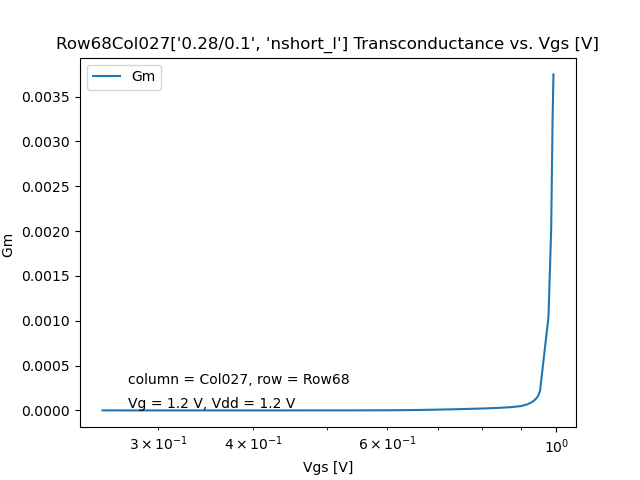 Row68Col027['0.28/0.1', 'nshort_l'] Transconductance vs. Vgs [V]
Gm
0.0035
0.0030
0.0025
0.0020
0.0015
0.0010
0.0005
0.0000
Gm
column = Col027, row = Row68
Vg = 1.2 V, Vdd = 1.2 V
3 × 10⁻¹ 4 × 10⁻¹ 6 × 10⁻¹ 10⁰
Vgs [V]